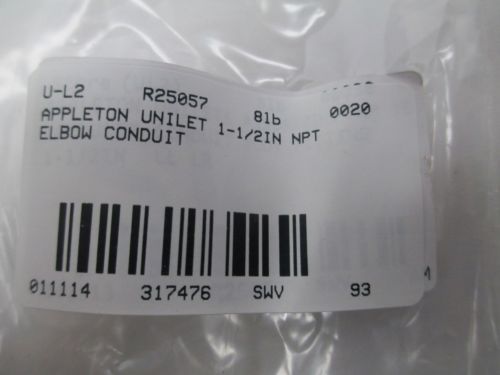 U-L2 R25057 81b 0020
APPLETON UNILET 1-1/2IN NPT
ELBOW CONDUIT
011114 317476 SWV 93